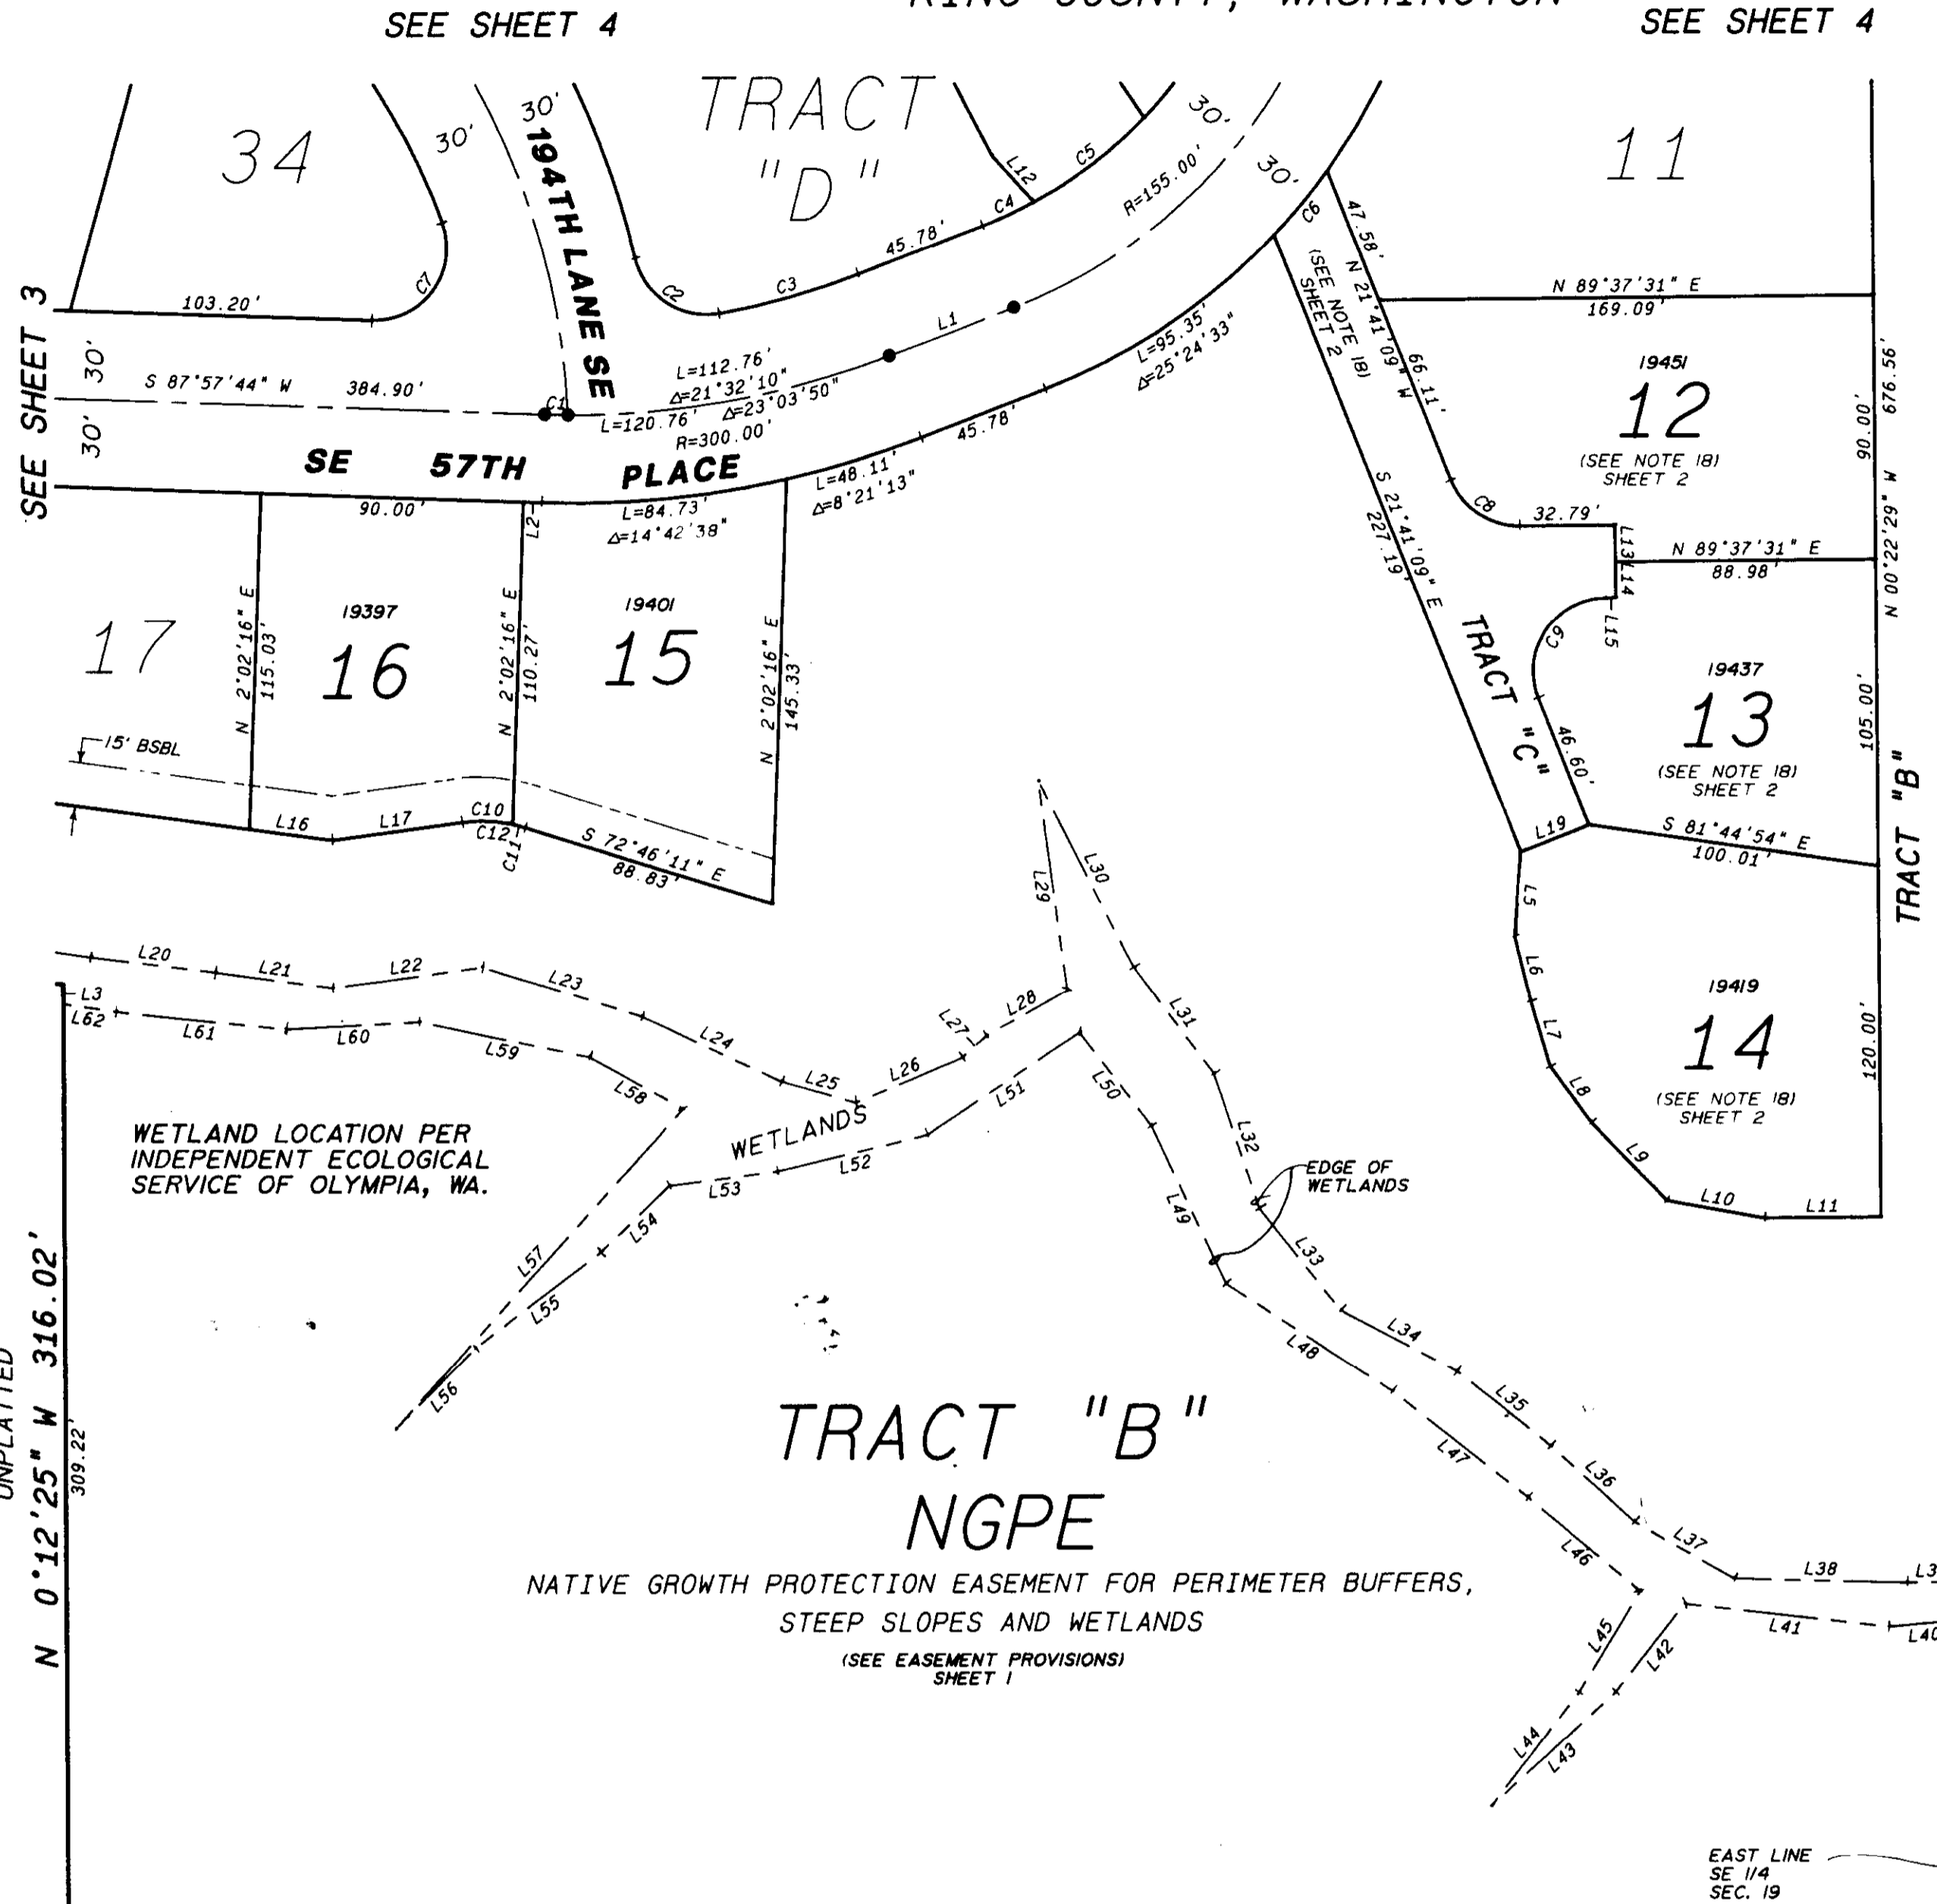 SEE SHEET 4
KING COUNTY, WASHINGTON
SEE SHEET 4
34
30'
30'
194TH LANE SE
TRACT
"D"
L12
C5
C4
45.78'
C3
C2
C7
103.20'
R=155.00'
30'
30'
C6
11
47.58'
N 21°41'09" W
66.11'
(SEE NOTE 18)
SHEET 2
N 89°37'31" E
169.09'
SEE SHEET 3
30'
30'
S 87°57'44" W
384.90'
C1
L=112.76'
Δ=21°32'10"
L=120.76'
Δ=23°03'50"
R=300.00'
L1
L=95.35'
Δ=25°24'33"
45.78'
L=48.11'
Δ=8°21'13"
SE 57TH PLACE
90.00'
L2
L=84.73'
Δ=14°42'38"
19451
12
(SEE NOTE 18)
SHEET 2
90.00'
676.56'
N 00°22'29" W
C8
32.79'
L13
L14
N 89°37'31" E
88.98'
S 21°41'09" E
227.19'
L15
C9
TRACT "C"
46.60'
19437
13
(SEE NOTE 18)
SHEET 2
105.00'
TRACT "B"
17
N 2°02'16" E
115.03'
19397
16
N 2°02'16" E
110.27'
19401
15
N 2°02'16" E
145.33'
15' BSBL
L16
L17
C10
C12
C11
S 72°46'11" E
88.83'
L19
S 81°44'54" E
100.01'
L5
L6
L7
L8
L9
L10
L11
19419
14
(SEE NOTE 18)
SHEET 2
120.00'
L29
L30
L20
L21
L22
L23
L24
L25
L26
L27
L28
L31
L32
L3
L62
L61
L60
L59
L58
L50
L51
L52
L53
L54
L55
L56
L57
L49
WETLANDS
WETLAND LOCATION PER
INDEPENDENT ECOLOGICAL
SERVICE OF OLYMPIA, WA.
EDGE OF
WETLANDS
L33
L34
L48
L35
L47
L36
L46
L37
L38
L41
L40
L45
L42
L44
L43
UNPLATTED
N 0°12'25" W 316.02'
309.22'
TRACT "B"
NGPE
NATIVE GROWTH PROTECTION EASEMENT FOR PERIMETER BUFFERS,
STEEP SLOPES AND WETLANDS
(SEE EASEMENT PROVISIONS)
SHEET 1
EAST LINE
SE 1/4
SEC. 19